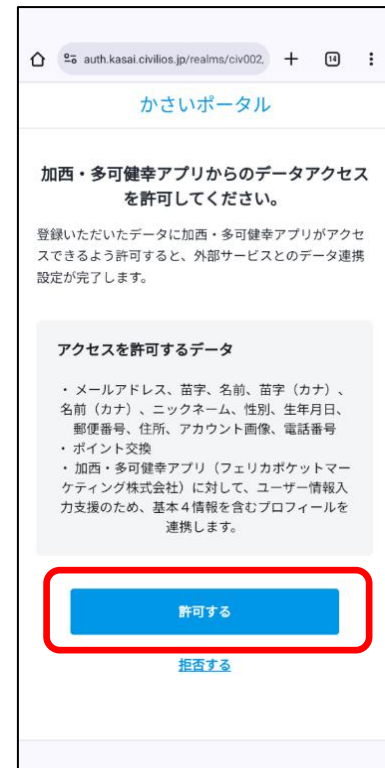 auth.kasai.civilios.jp/realms/civ002,
14
かさいポータル
加西・多可健幸アプリからのデータアクセス
を許可してください。
登録いただいたデータに加西・多可健幸アプリがアクセ
スできるよう許可すると、外部サービスとのデータ連携
設定が完了します。
アクセスを許可するデータ
・ メールアドレス、苗字、名前、苗字（カナ）、
名前（カナ）、ニックネーム、性別、生年月日、
郵便番号、住所、アカウント画像、電話番号
・ ポイント交換
・ 加西・多可健幸アプリ（フェリカポケットマー
ケティング株式会社）に対して、ユーザー情報入
力支援のため、基本４情報を含むプロフィールを
連携します。
許可する
拒否する